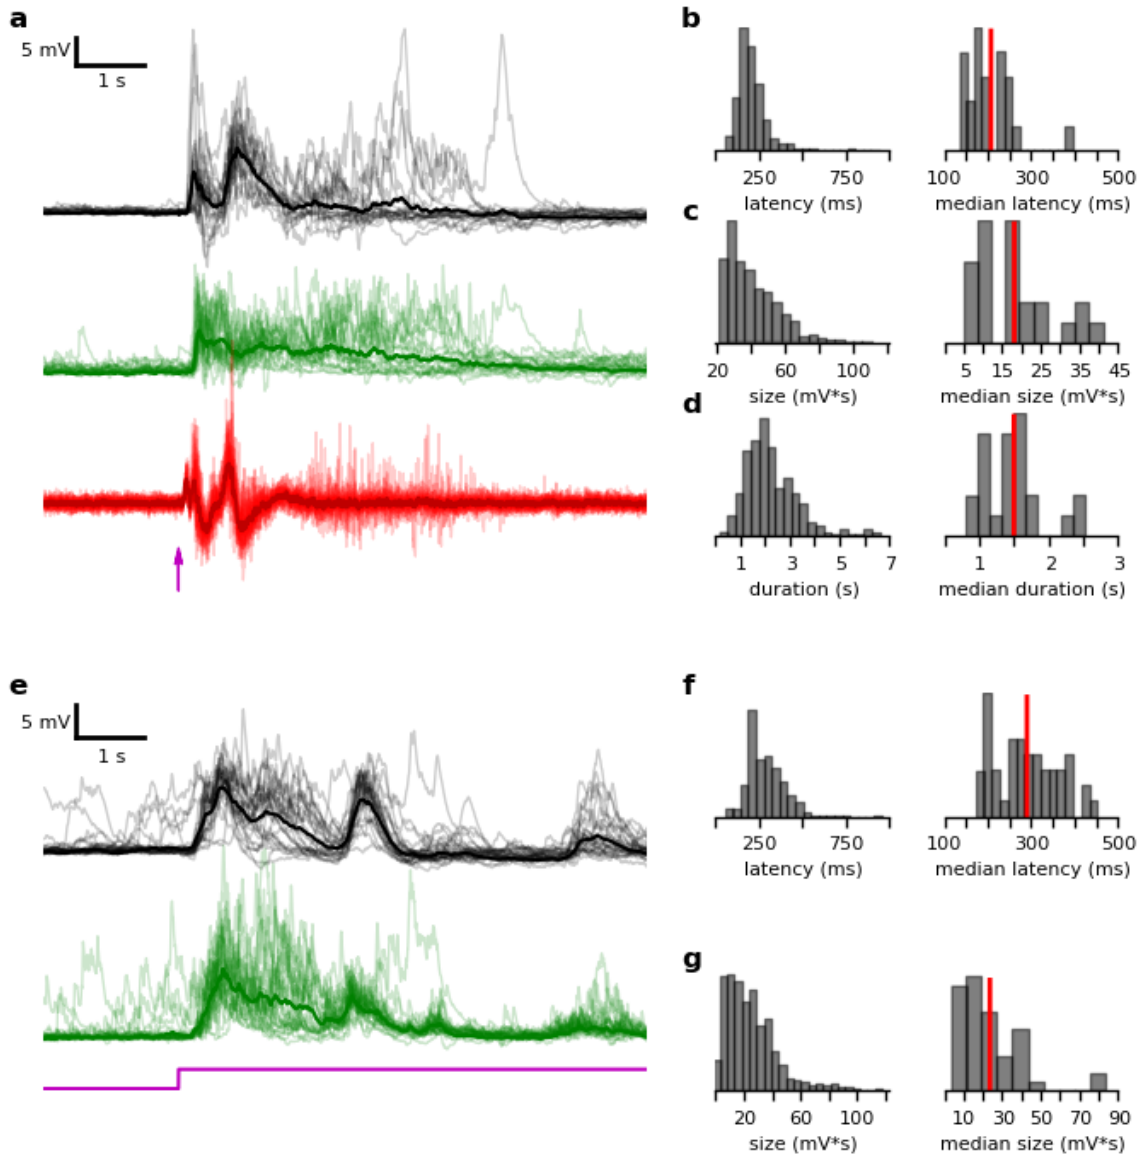 a
5 mV
1 s
b
250 750
latency (ms)
100 300 500
median latency (ms)
c
20 60 100
size (mV*s)
5 15 25 35 45
median size (mV*s)
d
1 3 5 7
duration (s)
1 2 3
median duration (s)
e
5 mV
1 s
f
250 750
latency (ms)
100 300 500
median latency (ms)
g
20 60 100
size (mV*s)
10 30 50 70 90
median size (mV*s)